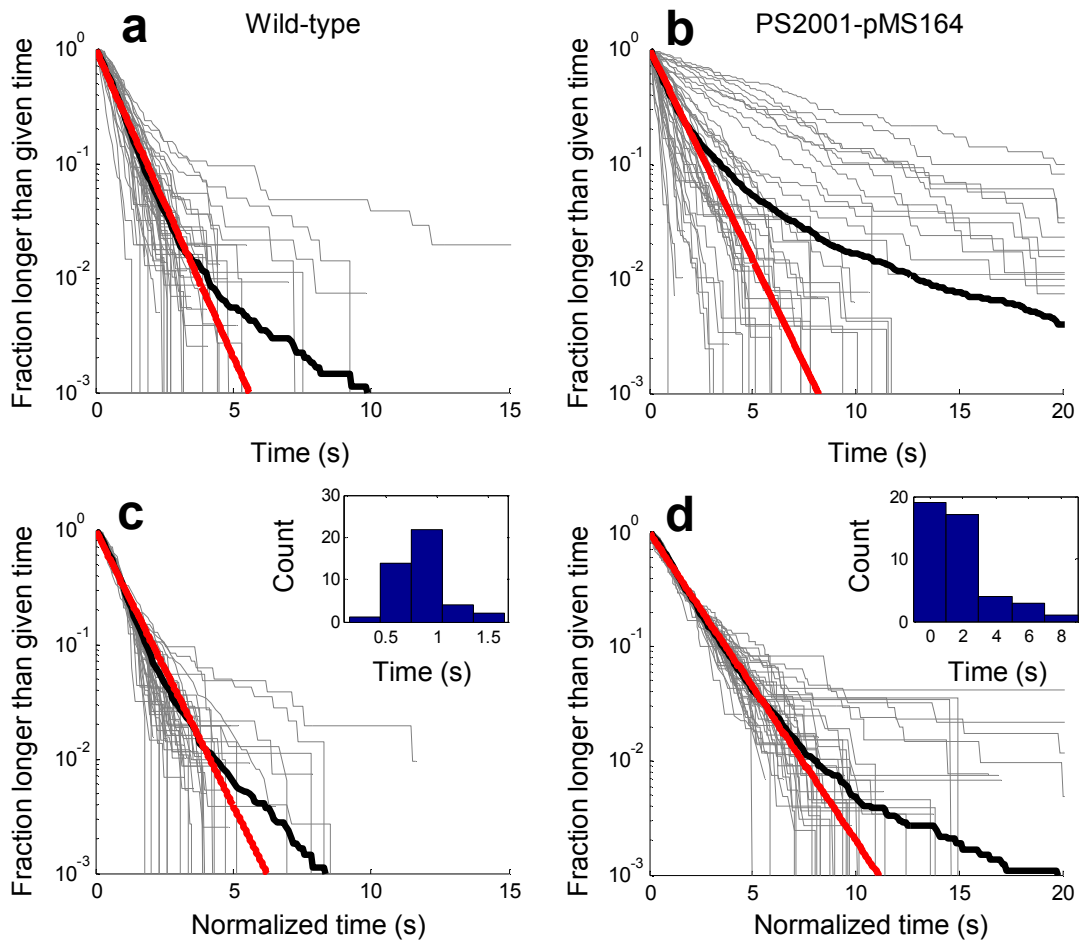 a Wild-type
b PS2001-pMS164
Fraction longer than given time
10^0
10^-1
10^-2
10^-3
0 5 10 15
Time (s)
Fraction longer than given time
10^0
10^-1
10^-2
10^-3
0 5 10 15 20
Time (s)
c
Fraction longer than given time
10^0
10^-1
10^-2
10^-3
0 5 10 15
Normalized time (s)
Count
30
20
10
0
0.5 1 1.5
Time (s)
d
Fraction longer than given time
10^0
10^-1
10^-2
10^-3
0 5 10 15 20
Normalized time (s)
Count
20
10
0
0 2 4 6 8
Time (s)